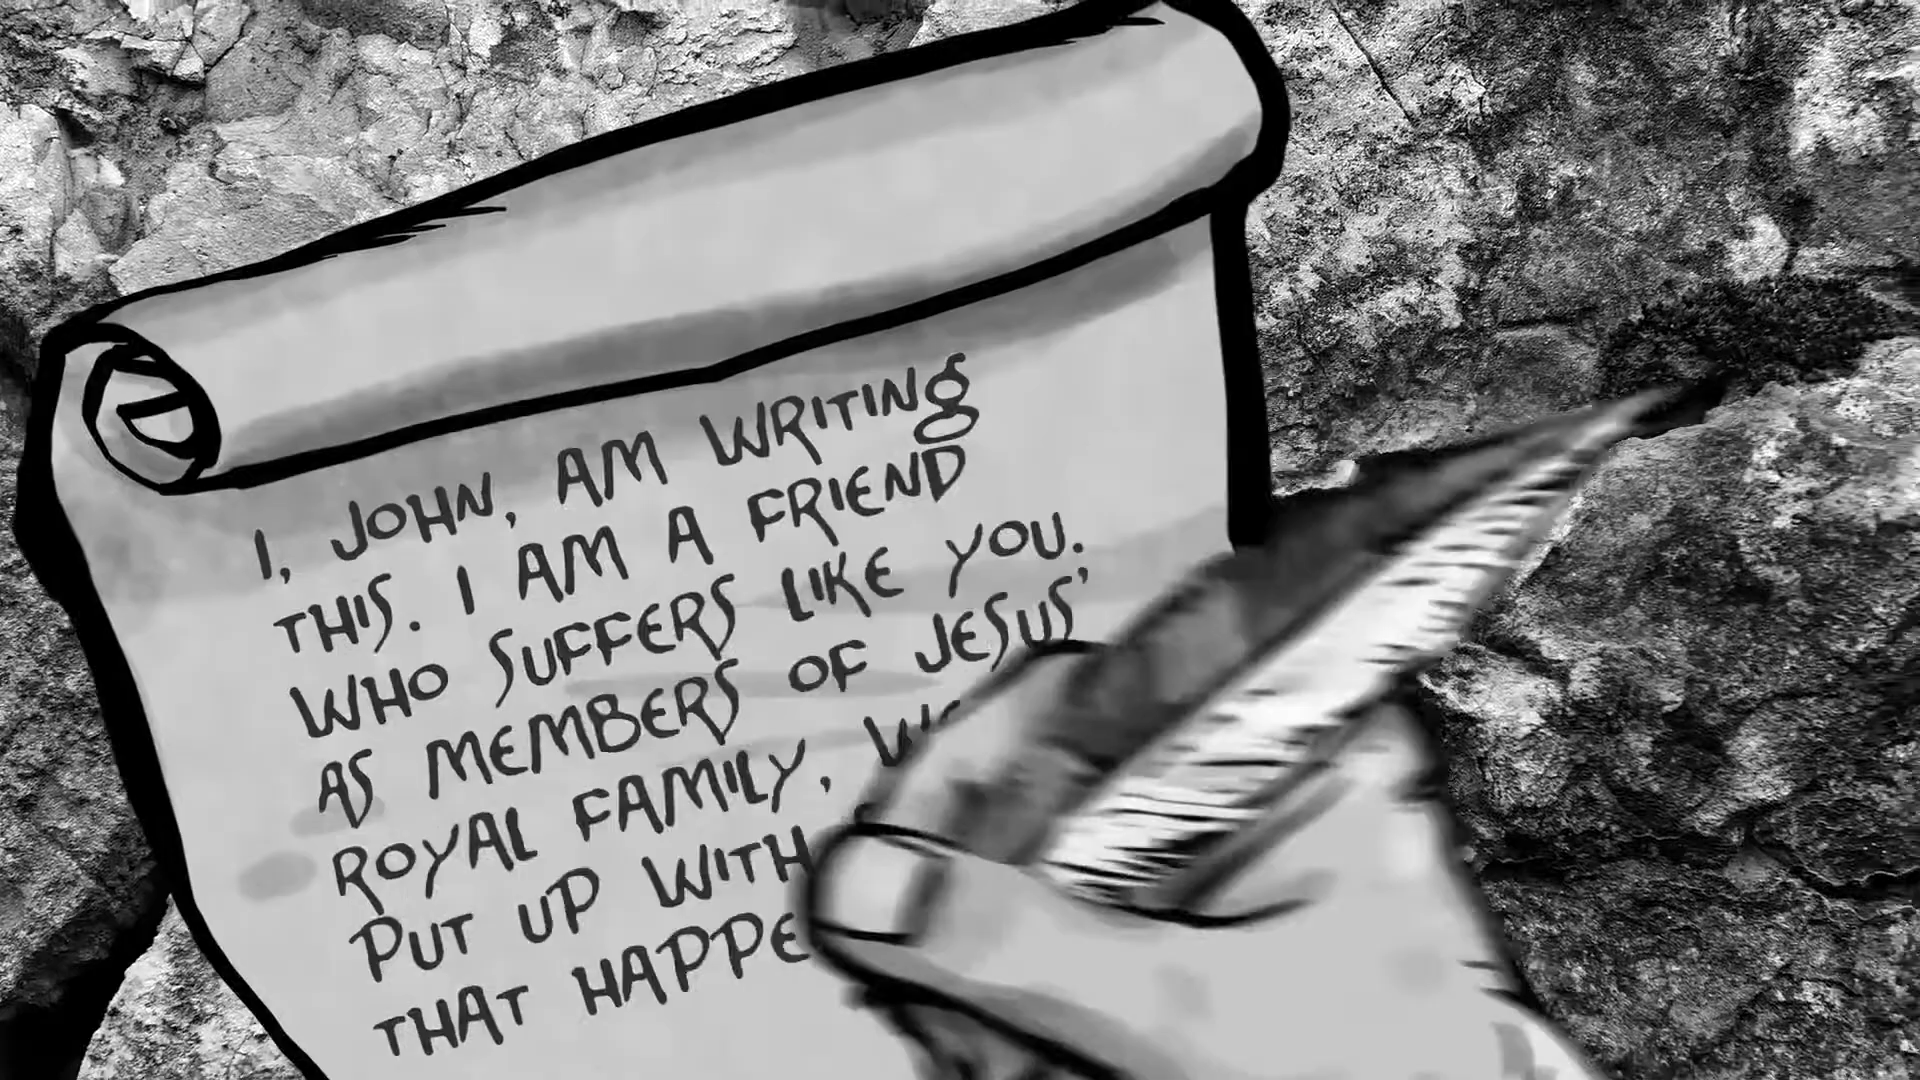 I, JOHN, AM WRITING
THIS. I AM A FRIEND
WHO SUFFERS LIKE YOU.
AS MEMBERS OF JESUS'
ROYAL FAMILY,
PUT UP WITH
THAT